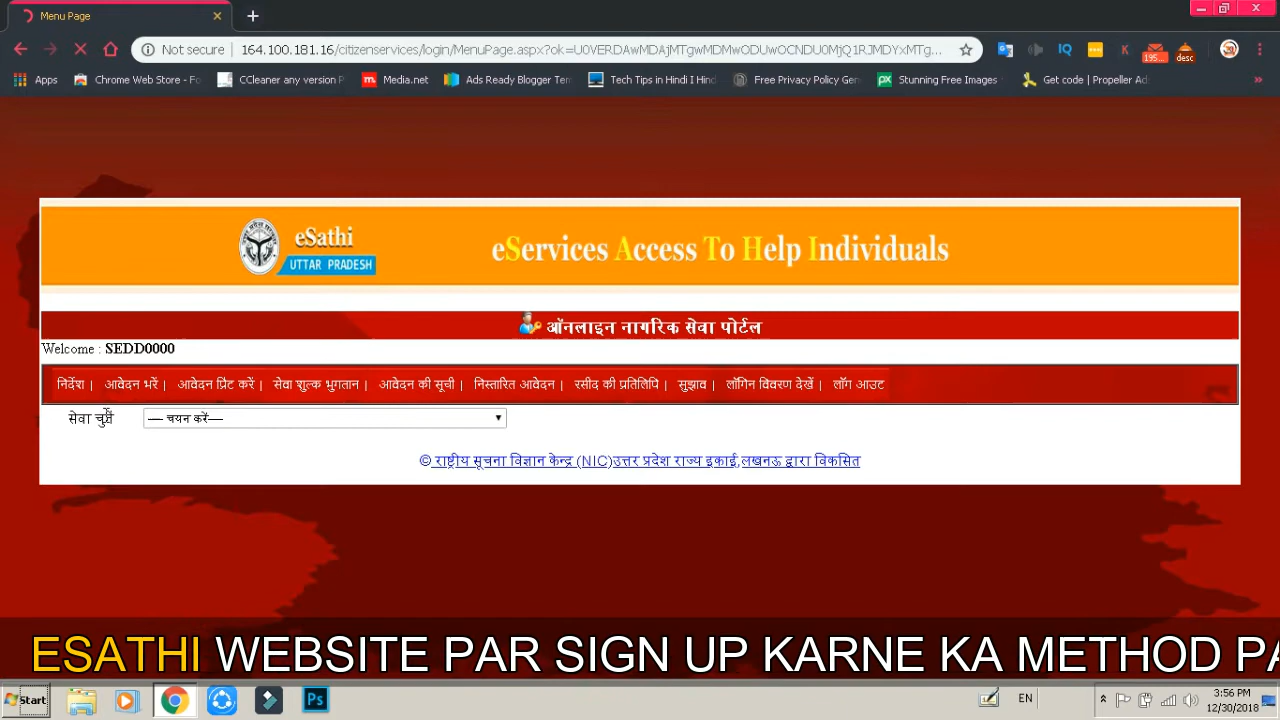 Menu Page
Not secure | 164.100.181.16/citizenservices/login/MenuPage.aspx?ok=U0VERDAwMDAjMTgwMDMwODUwOCNDU0MjQ1RJMDYxMTg...
195...
desc
Apps Chrome Web Store - Fo CCleaner any version P Media.net Ads Ready Blogger Tem Tech Tips in Hindi I Hind Free Privacy Policy Gen Stunning Free Images Get code | Propeller Ad
eSathi
UTTAR PRADESH
eServices Access To Help Individuals
ऑनलाइन नागरिक सेवा पोर्टल
Welcome : SEDD0000
निर्देश | आवेदन भरें | आवेदन प्रिंट करें | सेवा शुल्क भुगतान | आवेदन की सूची | निस्तारित आवेदन | रसीद की प्रतिलिपि | सुझाव | लॉगिन विवरण देखें | लॉग आउट
सेवा चुनें --- चयन करें---
© राष्ट्रीय सूचना विज्ञान केन्द्र (NIC)उत्तर प्रदेश राज्य इकाई,लखनऊ द्वारा विकसित
ESATHI WEBSITE PAR SIGN UP KARNE KA METHOD PA
Start
Ps
EN
3:56 PM
12/30/2018